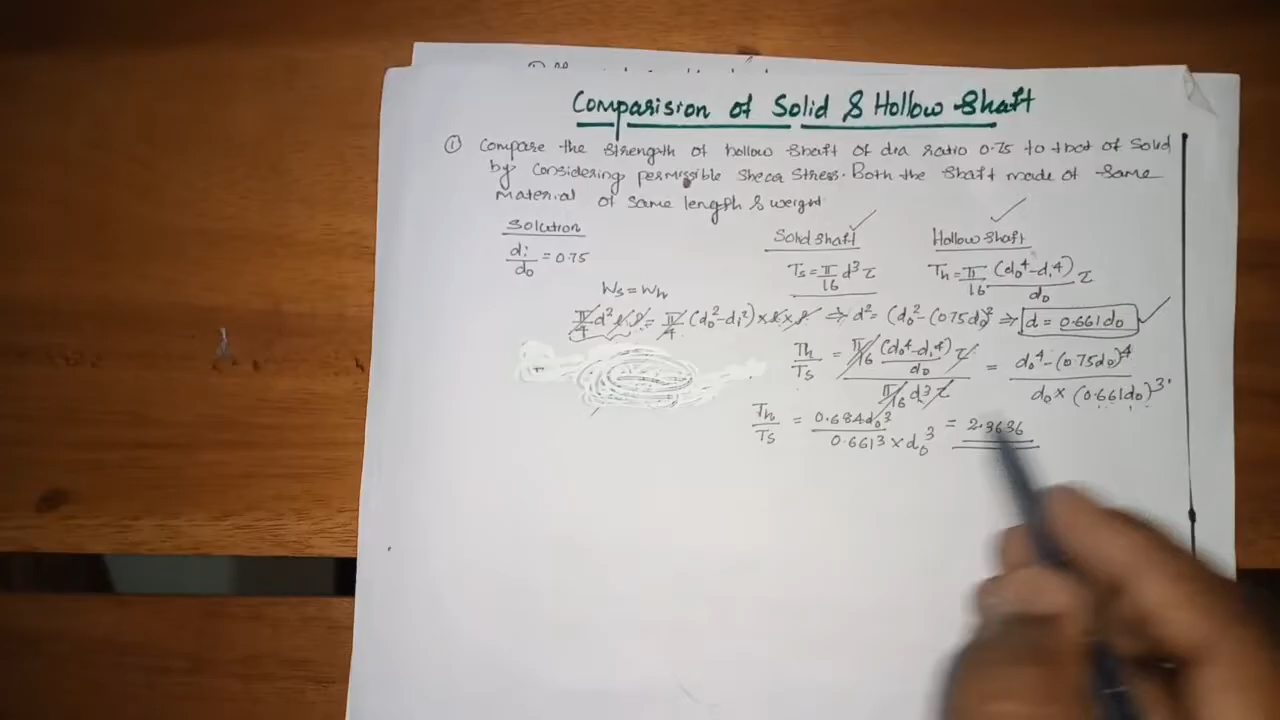 Comparision of Solid & Hollow Shaft
① Compare the strength of hollow shaft of dia ratio 0.75 to that of solid
by considering permissible shear stress. Both the shaft made of same
material of same length & weight
Solution
di/do = 0.75
Solid shaft ✓
Hollow shaft ✓
Ts = π/16 d³ τ
Th = π/16 (do⁴ - di⁴)/do τ
Ws = Wh
π/4 d² × l × ρ = π/4 (do² - di²) × l × ρ ⇒ d² = (do² - (0.75do)² ⇒ d = 0.661do ✓
Th/Ts = (π/16 (do⁴ - di⁴)/do τ)/(π/16 d³ τ) = (do⁴ - (0.75do)⁴)/(do × (0.661do)³)
Th/Ts = 0.684do³/(0.661³ × do³) = 2.3636